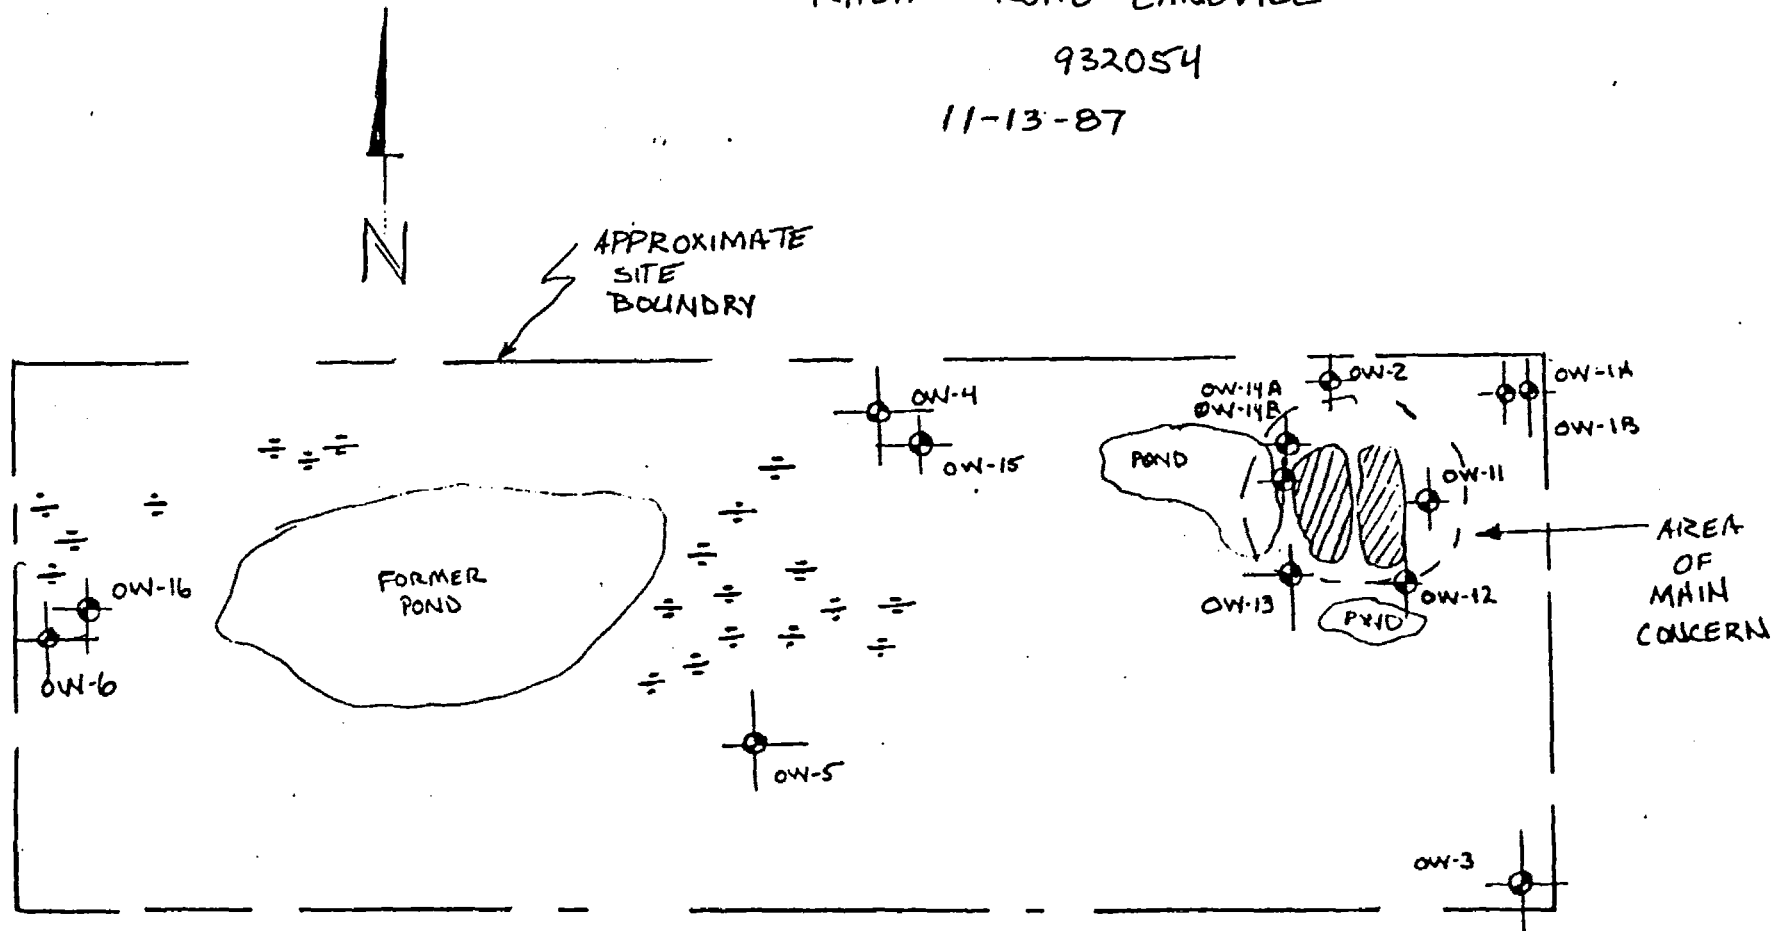 ROAD LANDFILL
932054
11-13-87
N
APPROXIMATE
SITE
BOUNDRY
OW-4
OW-15
OW-14A
OW-14B
OW-2
OW-1A
OW-1B
POND
OW-11
AREA
OF
MAIN
CONCERN
FORMER
POND
OW-16
OW-6
OW-13
OW-12
POND
OW-5
OW-3